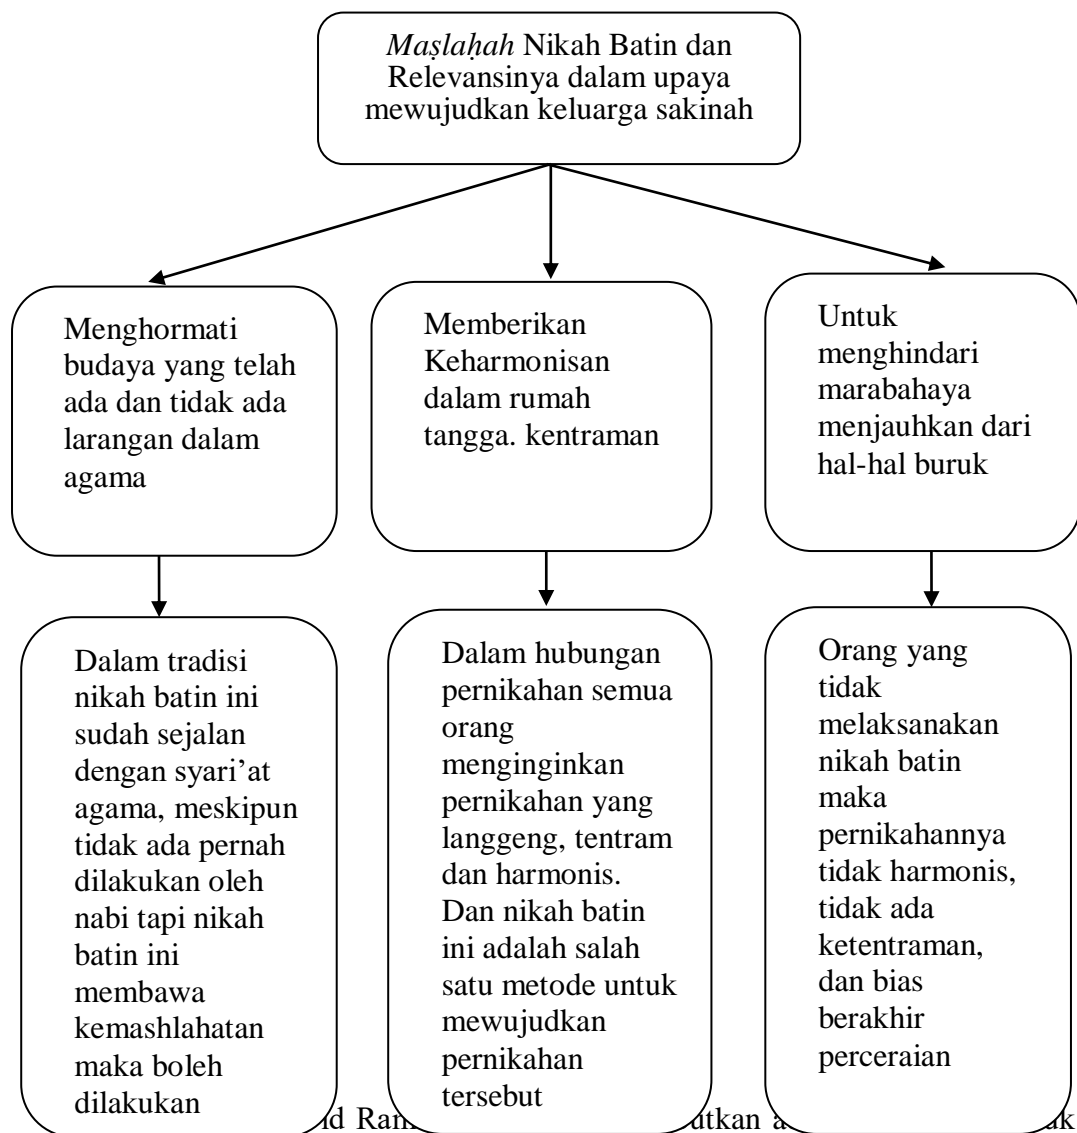 Maṣlaḥah Nikah Batin dan
Relevansinya dalam upaya
mewujudkan keluarga sakinah
Menghormati
budaya yang telah
ada dan tidak ada
larangan dalam
agama
Memberikan
Keharmonisan
dalam rumah
tangga. kentraman
Untuk
menghindari
marabahaya
menjauhkan dari
hal-hal buruk
Dalam tradisi
nikah batin ini
sudah sejalan
dengan syari’at
agama, meskipun
tidak ada pernah
dilakukan oleh
nabi tapi nikah
batin ini
membawa
kemashlahatan
maka boleh
dilakukan
Dalam hubungan
pernikahan semua
orang
menginginkan
pernikahan yang
langgeng, tentram
dan harmonis.
Dan nikah batin
ini adalah salah
satu metode untuk
mewujudkan
pernikahan
tersebut
Orang yang
tidak
melaksanakan
nikah batin
maka
pernikahannya
tidak harmonis,
tidak ada
ketentraman,
dan bias
berakhir
perceraian